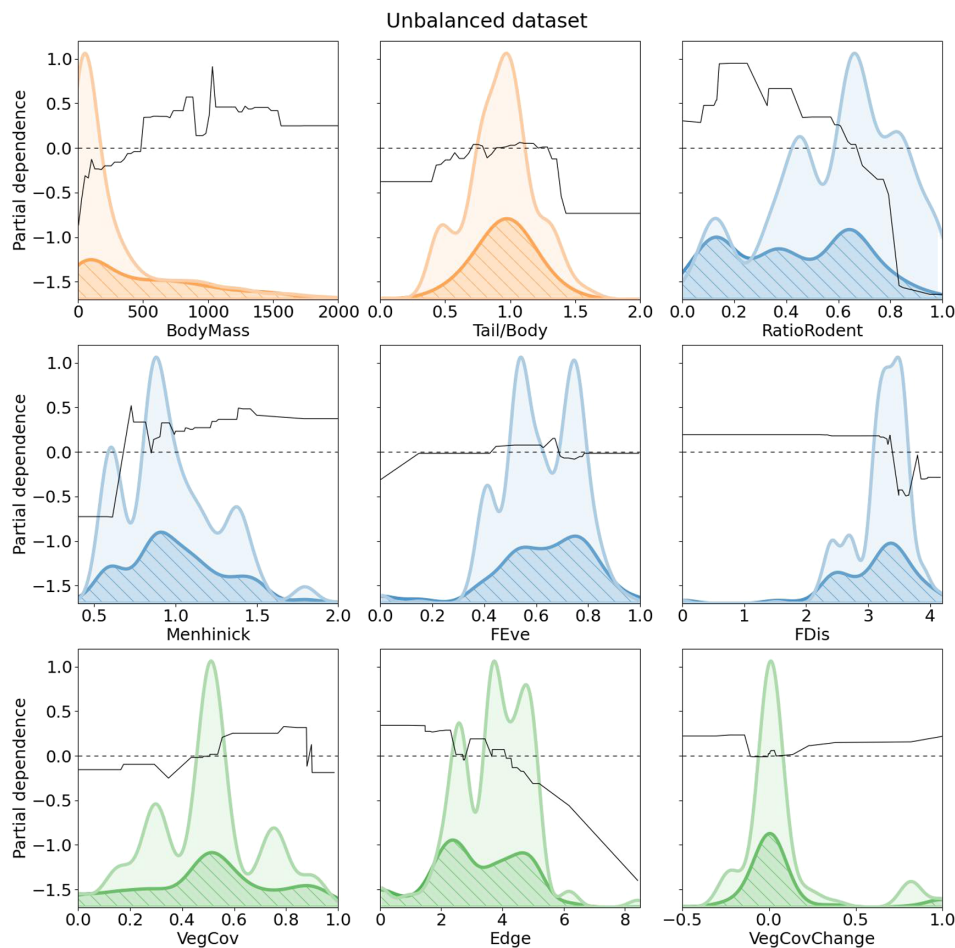 Unbalanced dataset
Partial dependence
1.0
0.5
0.0
−0.5
−1.0
−1.5
0 500 1000 1500 2000
BodyMass
0.0 0.5 1.0 1.5 2.0
Tail/Body
0.0 0.2 0.4 0.6 0.8 1.0
RatioRodent
Partial dependence
1.0
0.5
0.0
−0.5
−1.0
−1.5
0.5 1.0 1.5 2.0
Menhinick
0.0 0.2 0.4 0.6 0.8 1.0
FEve
0 1 2 3 4
FDis
Partial dependence
1.0
0.5
0.0
−0.5
−1.0
−1.5
0.0 0.2 0.4 0.6 0.8 1.0
VegCov
0 2 4 6 8
Edge
−0.5 0.0 0.5 1.0
VegCovChange